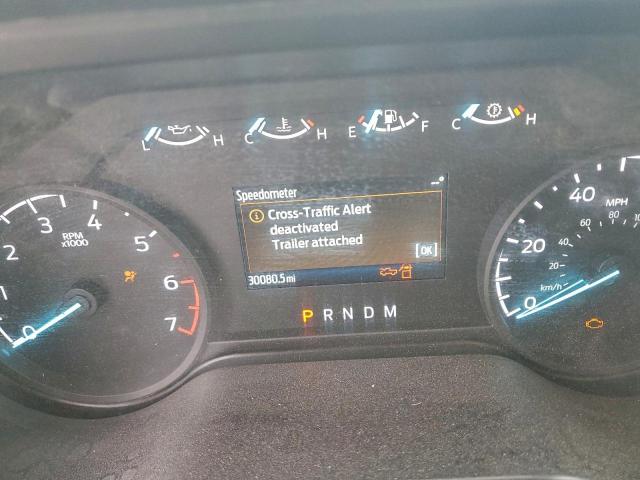 L H
C H
E F
C F H
Speedometer
--°
i Cross-Traffic Alert
deactivated
Trailer attached
[OK]
30080.5 mi
P R N D M
0 1 2 3 4 5 6 7
RPM
x1000
0 20 40
MPH
20 40 60 80 10
km/h